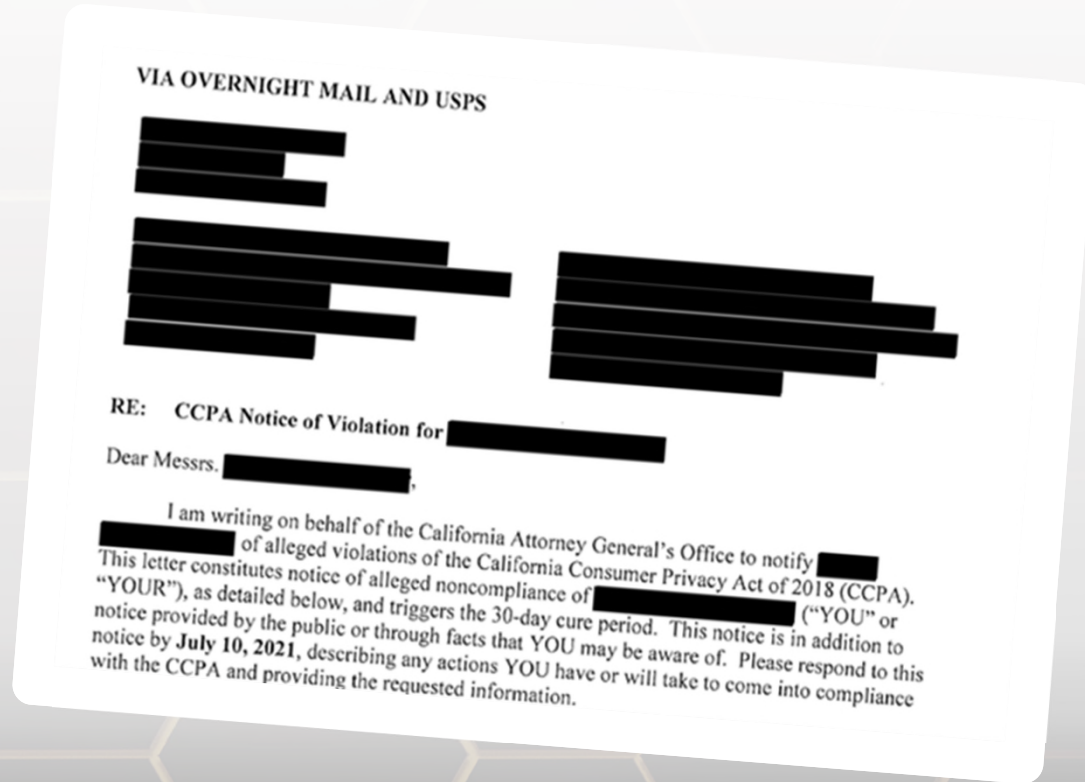 VIA OVERNIGHT MAIL AND USPS
RE: CCPA Notice of Violation for
Dear Messrs. ,
I am writing on behalf of the California Attorney General's Office to notify
of alleged violations of the California Consumer Privacy Act of 2018 (CCPA).
This letter constitutes notice of alleged noncompliance of ("YOU" or
"YOUR"), as detailed below, and triggers the 30-day cure period. This notice is in addition to
notice provided by the public or through facts that YOU may be aware of. Please respond to this
notice by July 10, 2021, describing any actions YOU have or will take to come into compliance
with the CCPA and providing the requested information.